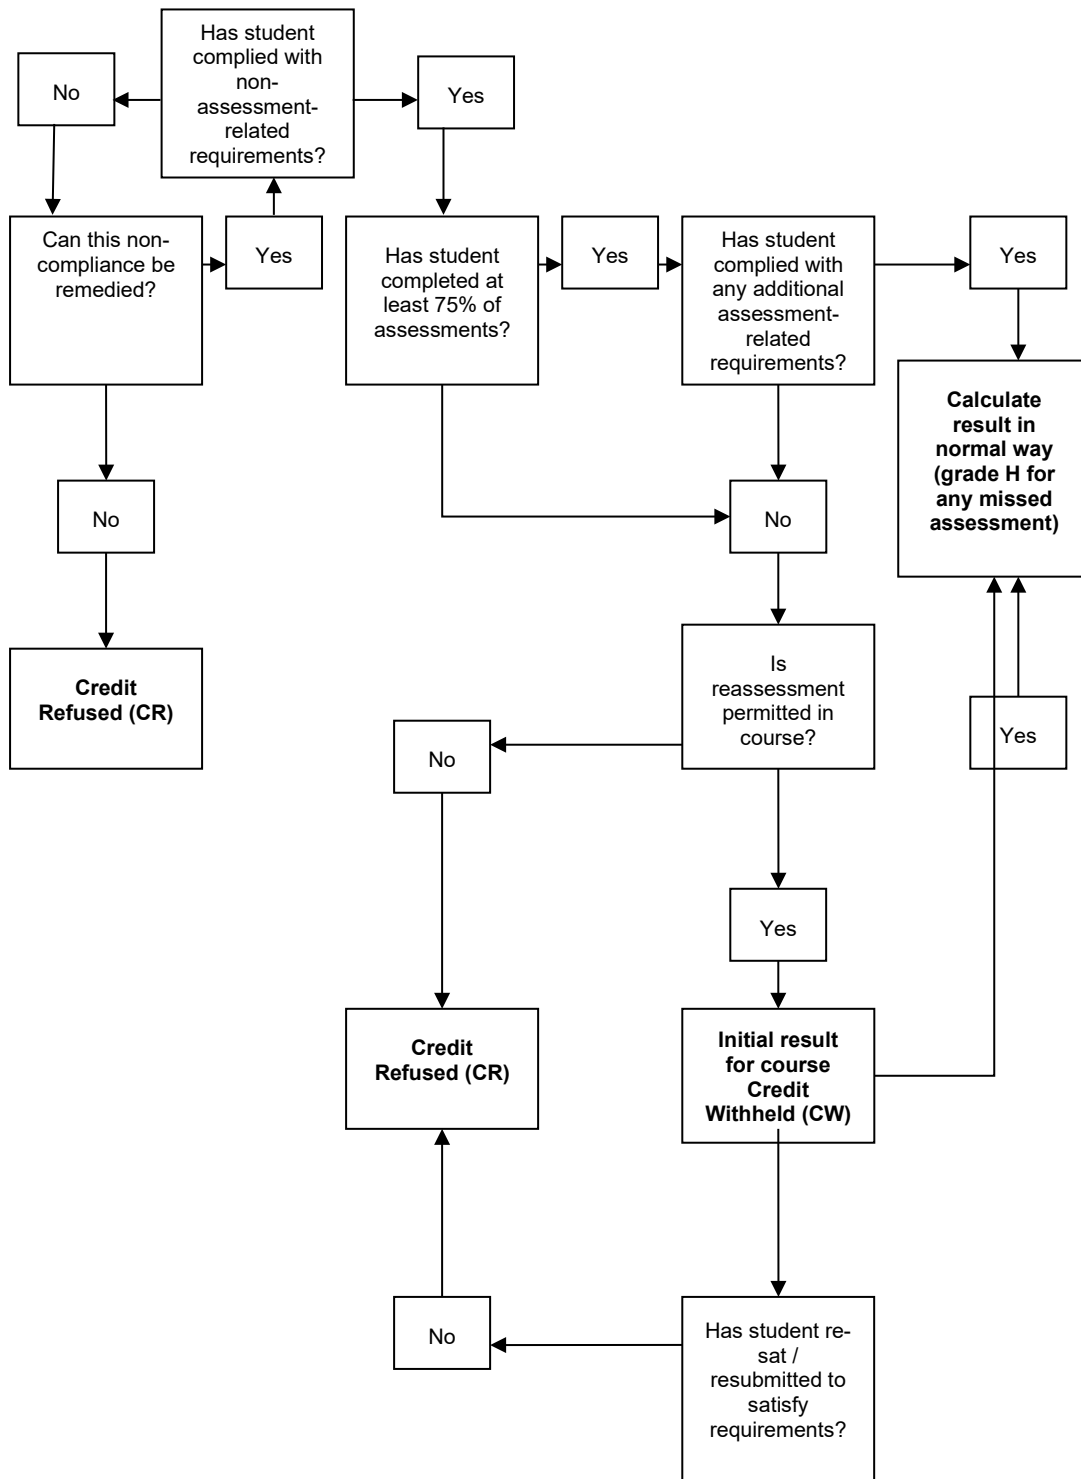 Has student
complied with
non-
assessment-
related
requirements?
No
Yes
Can this non-
compliance be
remedied?
Yes
Has student
completed at
least 75% of
assessments?
Yes
Has student
complied with
any additional
assessment-
related
requirements?
Yes
Calculate
result in
normal way
(grade H for
any missed
assessment)
No
No
Credit
Refused (CR)
Is
reassessment
permitted in
course?
No
Yes
Yes
Credit
Refused (CR)
Initial result
for course
Credit
Withheld (CW)
No
Has student re-
sat /
resubmitted to
satisfy
requirements?